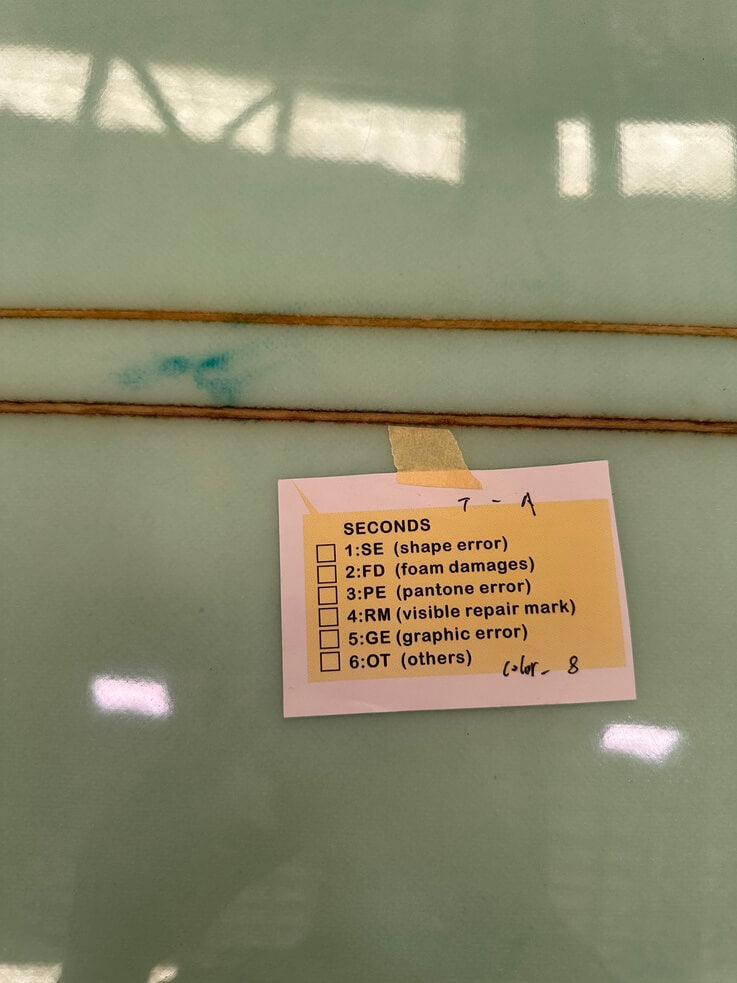 T - A
SECONDS
1:SE (shape error)
2:FD (foam damages)
3:PE (pantone error)
4:RM (visible repair mark)
5:GE (graphic error)
6:OT (others)
color - 8